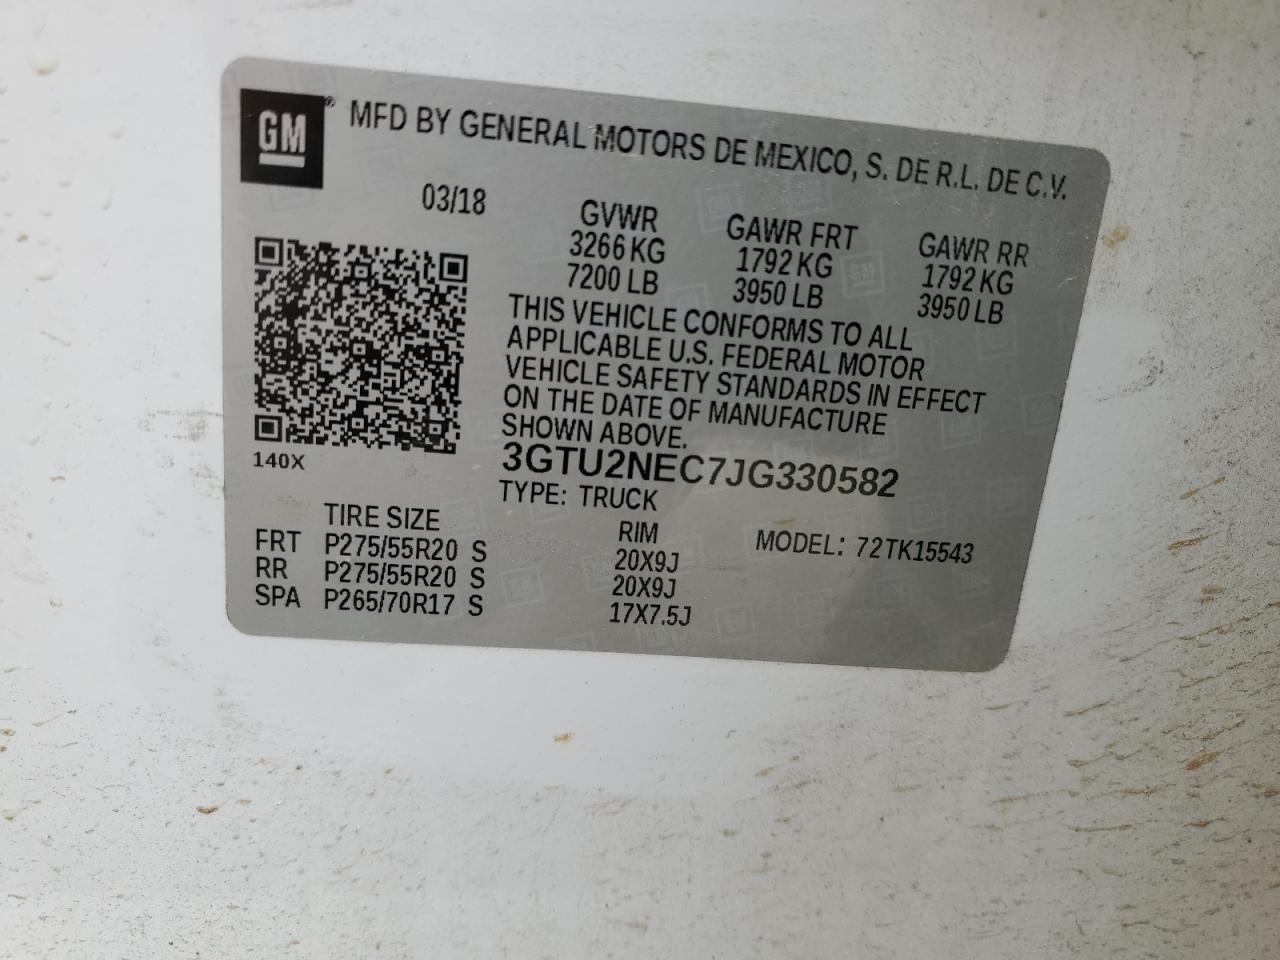 GM ® MFD BY GENERAL MOTORS DE MEXICO, S. DE R.L. DE C.V.
03/18
GVWR GAWR FRT GAWR RR
3266 KG 1792 KG 1792 KG
7200 LB 3950 LB 3950 LB
THIS VEHICLE CONFORMS TO ALL
APPLICABLE U.S. FEDERAL MOTOR
VEHICLE SAFETY STANDARDS IN EFFECT
ON THE DATE OF MANUFACTURE
SHOWN ABOVE.
140X
3GTU2NEC7JG330582
TYPE: TRUCK
TIRE SIZE RIM MODEL: 72TK15543
FRT P275/55R20 S 20X9J
RR P275/55R20 S 20X9J
SPA P265/70R17 S 17X7.5J